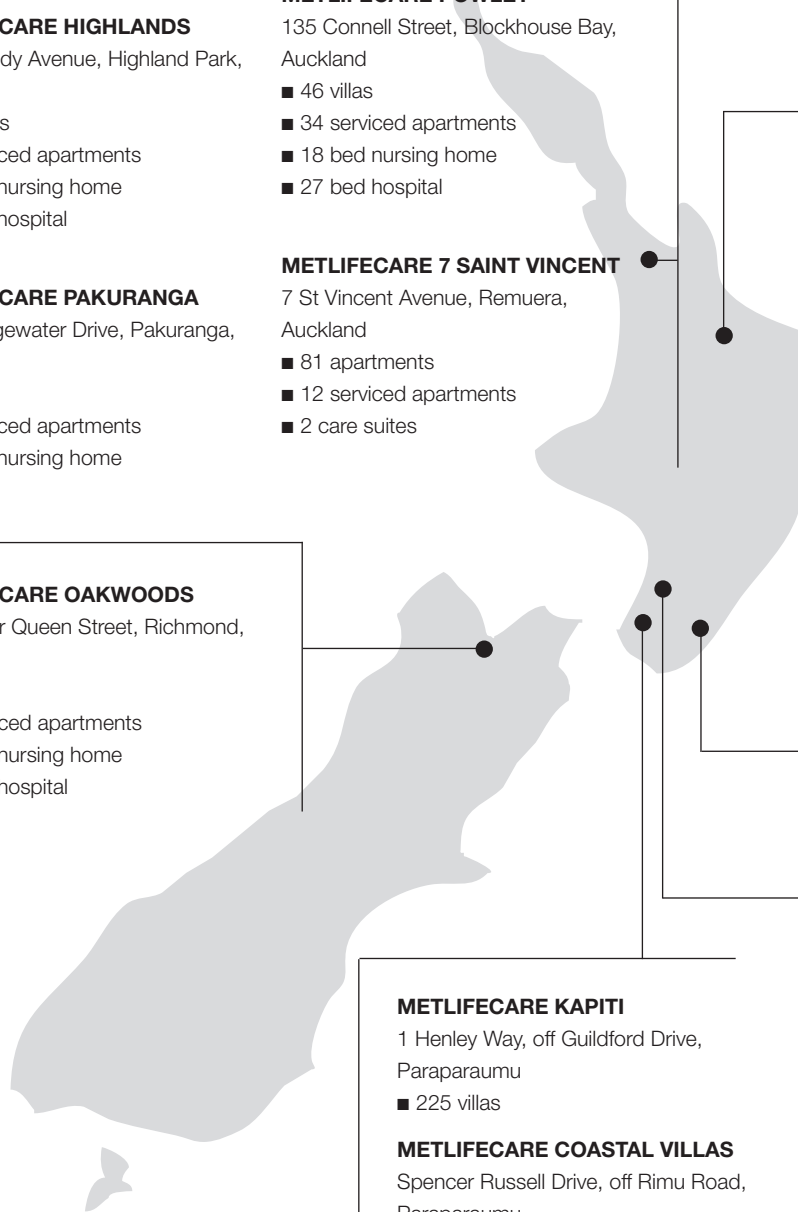 CARE HIGHLANDS
dy Avenue, Highland Park,
s
ced apartments
nursing home
hospital
CARE PAKURANGA
gewater Drive, Pakuranga,
ced apartments
nursing home
135 Connell Street, Blockhouse Bay,
Auckland
■ 46 villas
■ 34 serviced apartments
■ 18 bed nursing home
■ 27 bed hospital
METLIFECARE 7 SAINT VINCENT
7 St Vincent Avenue, Remuera,
Auckland
■ 81 apartments
■ 12 serviced apartments
■ 2 care suites
CARE OAKWOODS
r Queen Street, Richmond,
ced apartments
nursing home
hospital
METLIFECARE KAPITI
1 Henley Way, off Guildford Drive,
Paraparaumu
■ 225 villas
METLIFECARE COASTAL VILLAS
Spencer Russell Drive, off Rimu Road,
Paraparaumu